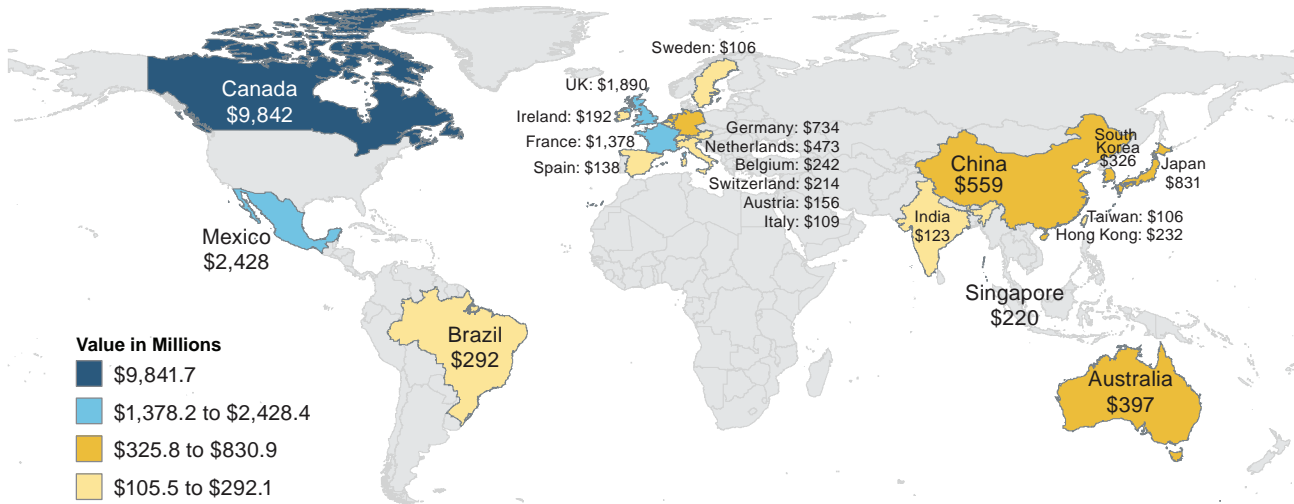 Canada
$9,842
Mexico
$2,428
Brazil
$292
Sweden: $106
UK: $1,890
Ireland: $192
France: $1,378
Spain: $138
Germany: $734
Netherlands: $473
Belgium: $242
Switzerland: $214
Austria: $156
Italy: $109
China
$559
South
Korea
$326
Japan
$831
India
$123
Taiwan: $106
Hong Kong: $232
Singapore
$220
Australia
$397
Value in Millions
$9,841.7
$1,378.2 to $2,428.4
$325.8 to $830.9
$105.5 to $292.1